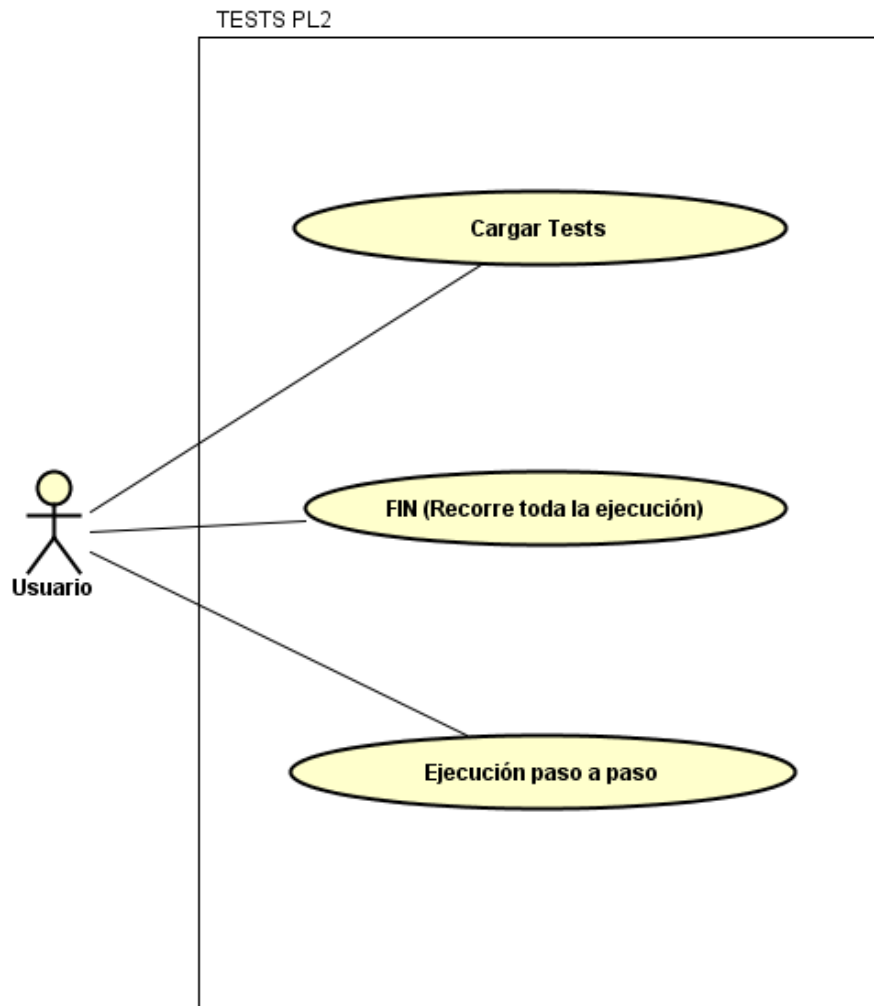 TESTS PL2
Cargar Tests
FIN (Recorre toda la ejecución)
Usuario
Ejecución paso a paso